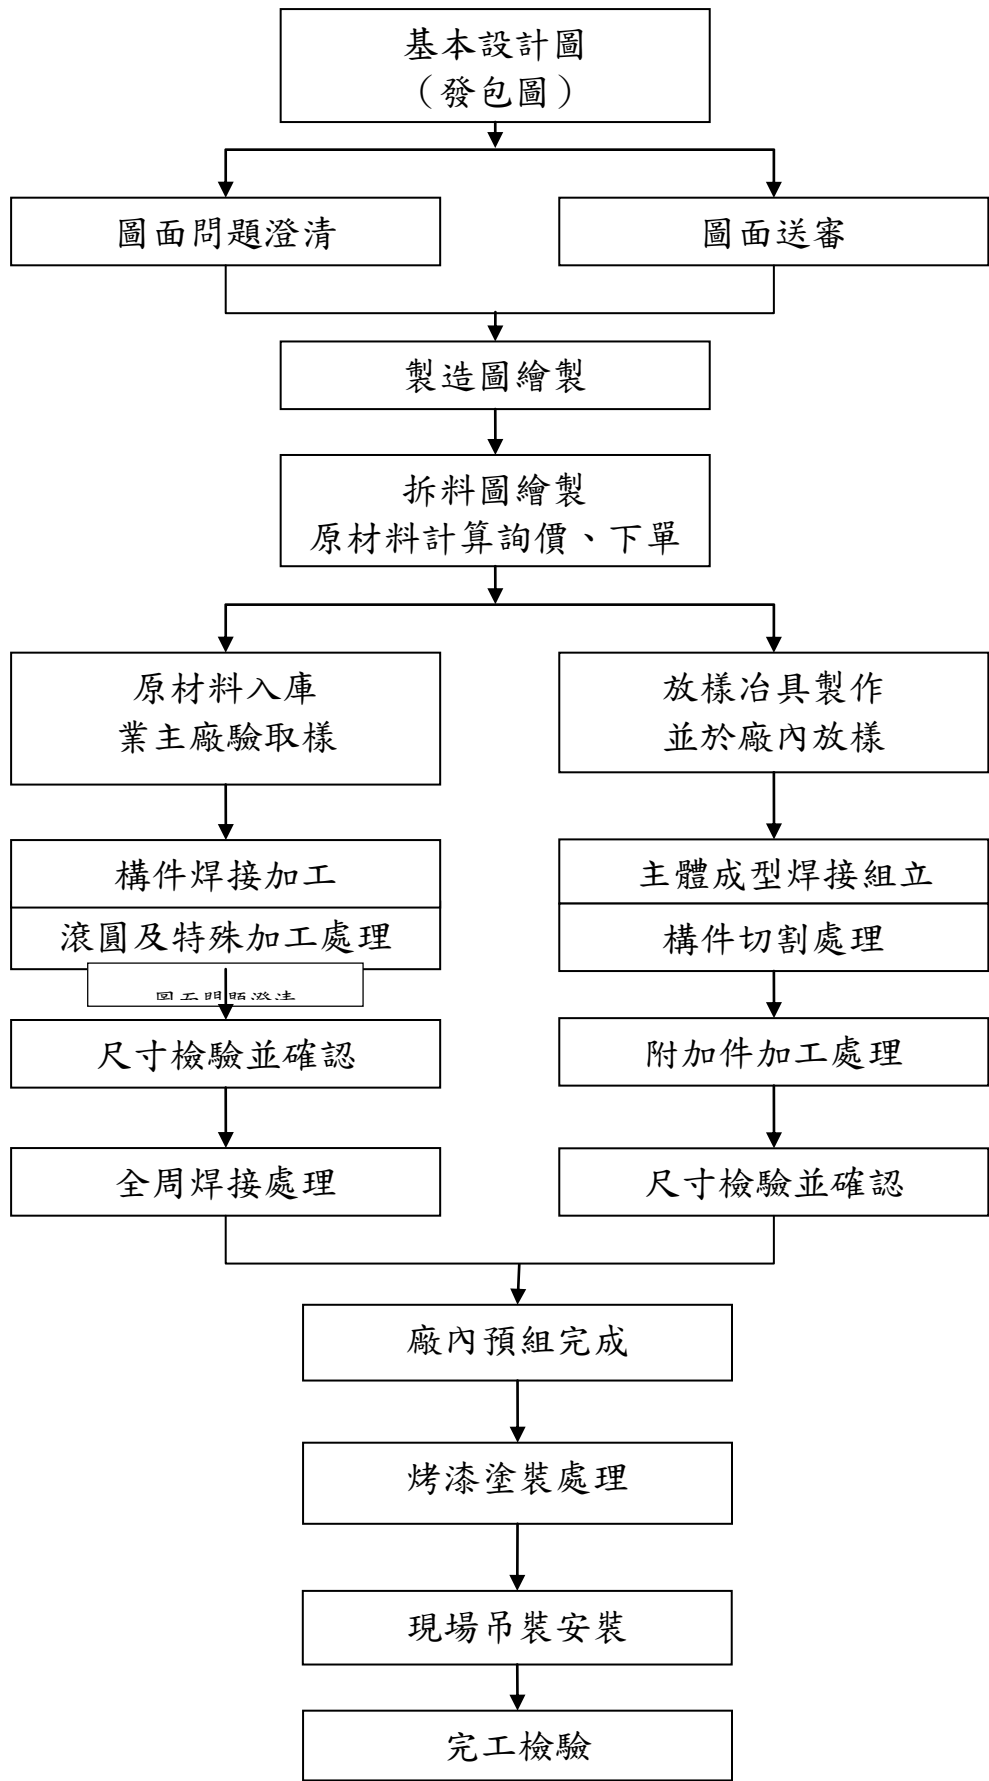 基本設計圖
（發包圖）
圖面問題澄清
圖面送審
製造圖繪製
拆料圖繪製
原材料計算詢價、下單
原材料入庫
業主廠驗取樣
放樣冶具製作
並於廠內放樣
構件焊接加工
主體成型焊接組立
滾圓及特殊加工處理
構件切割處理
圖面問題澄清
尺寸檢驗並確認
附加件加工處理
全周焊接處理
尺寸檢驗並確認
廠內預組完成
烤漆塗裝處理
現場吊裝安裝
完工檢驗